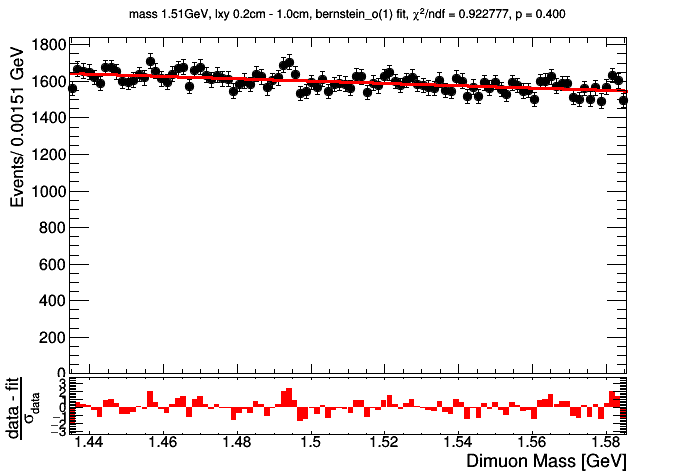 mass 1.51GeV, lxy 0.2cm - 1.0cm, bernstein_o(1) fit, χ²/ndf = 0.922777, p = 0.400
Events/ 0.00151 GeV
1800
1600
1400
1200
1000
800
600
400
200
0
data - fit
σdata
3
2
1
0
−1
−2
−3
1.44 1.46 1.48 1.5 1.52 1.54 1.56 1.58
Dimuon Mass [GeV]